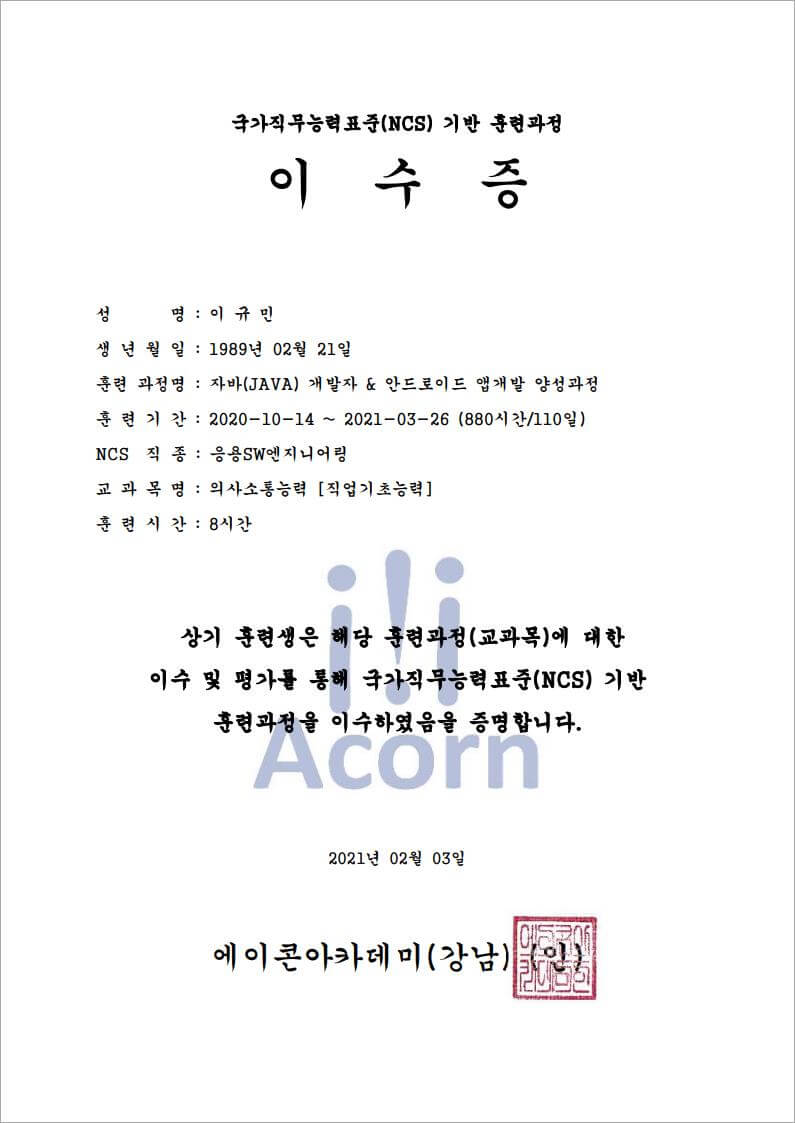 국가직무능력표준(NCS) 기반 훈련과정
이 수 증
성 명 : 이 규 민
생 년 월 일 : 1989년 02월 21일
훈련 과정명 : 자바(JAVA) 개발자 & 안드로이드 앱개발 양성과정
훈 련 기 간 : 2020-10-14 ~ 2021-03-26 (880시간/110일)
NCS 직 종 : 응용SW엔지니어링
교 과 목 명 : 의사소통능력 [직업기초능력]
훈 련 시 간 : 8시간
상기 훈련생은 해당 훈련과정(교과목)에 대한
이수 및 평가를 통해 국가직무능력표준(NCS) 기반
훈련과정을 이수하였음을 증명합니다.
Acorn
2021년 02월 03일
에이콘아카데미(강남) (인)